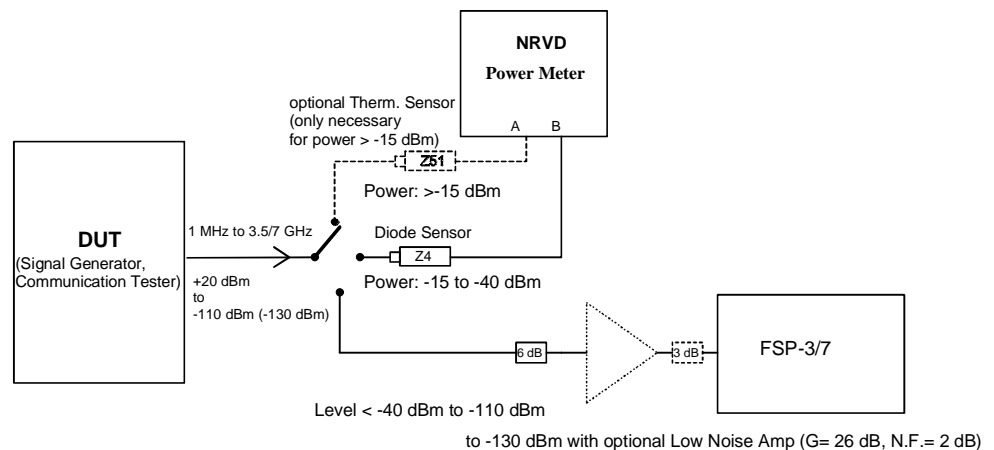 NRVD
Power Meter
A B
optional Therm. Sensor
(only necessary
for power > -15 dBm)
Z51
Power: >-15 dBm
DUT
(Signal Generator,
Communication Tester)
1 MHz to 3.5/7 GHz
+20 dBm
to
-110 dBm (-130 dBm)
Diode Sensor
Z4
Power: -15 to -40 dBm
6 dB
3 dB
FSP-3/7
Level < -40 dBm to -110 dBm
to -130 dBm with optional Low Noise Amp (G= 26 dB, N.F.= 2 dB)